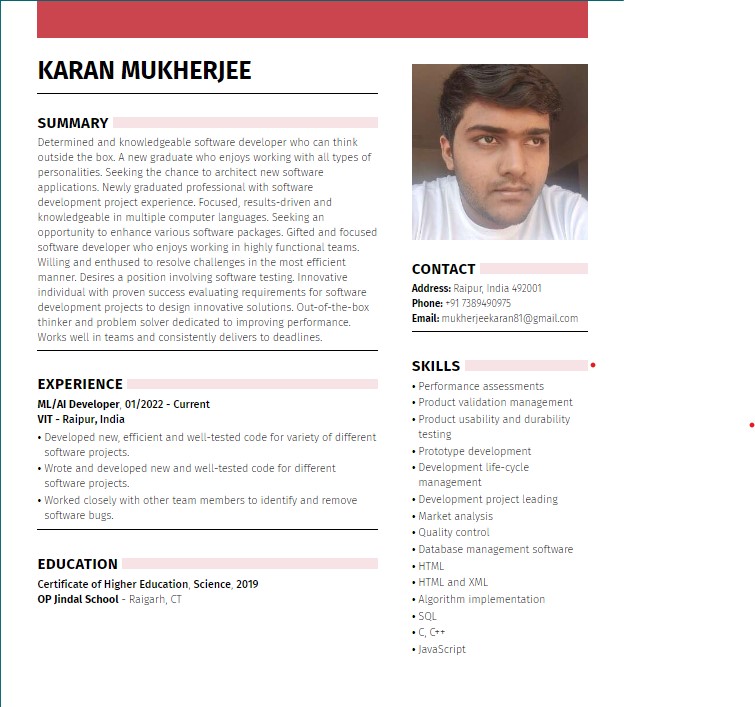 KARAN MUKHERJEE
SUMMARY
Determined and knowledgeable software developer who can think
outside the box. A new graduate who enjoys working with all types of
personalities. Seeking the chance to architect new software
applications. Newly graduated professional with software
development project experience. Focused, results-driven and
knowledgeable in multiple computer languages. Seeking an
opportunity to enhance various software packages. Gifted and focused
software developer who enjoys working in highly functional teams.
Willing and enthused to resolve challenges in the most efficient
manner. Desires a position involving software testing. Innovative
individual with proven success evaluating requirements for software
development projects to design innovative solutions. Out-of-the-box
thinker and problem solver dedicated to improving performance.
Works well in teams and consistently delivers to deadlines.
EXPERIENCE
ML/AI Developer, 01/2022 - Current
VIT - Raipur, India
• Developed new, efficient and well-tested code for variety of different
software projects.
• Wrote and developed new and well-tested code for different
software projects.
• Worked closely with other team members to identify and remove
software bugs.
EDUCATION
Certificate of Higher Education, Science, 2019
OP Jindal School - Raigarh, CT
CONTACT
Address: Raipur, India 492001
Phone: +91 7389490975
Email: mukherjeekaran81@gmail.com
SKILLS
• Performance assessments
• Product validation management
• Product usability and durability
testing
• Prototype development
• Development life-cycle
management
• Development project leading
• Market analysis
• Quality control
• Database management software
• HTML
• HTML and XML
• Algorithm implementation
• SQL
• C, C++
• JavaScript